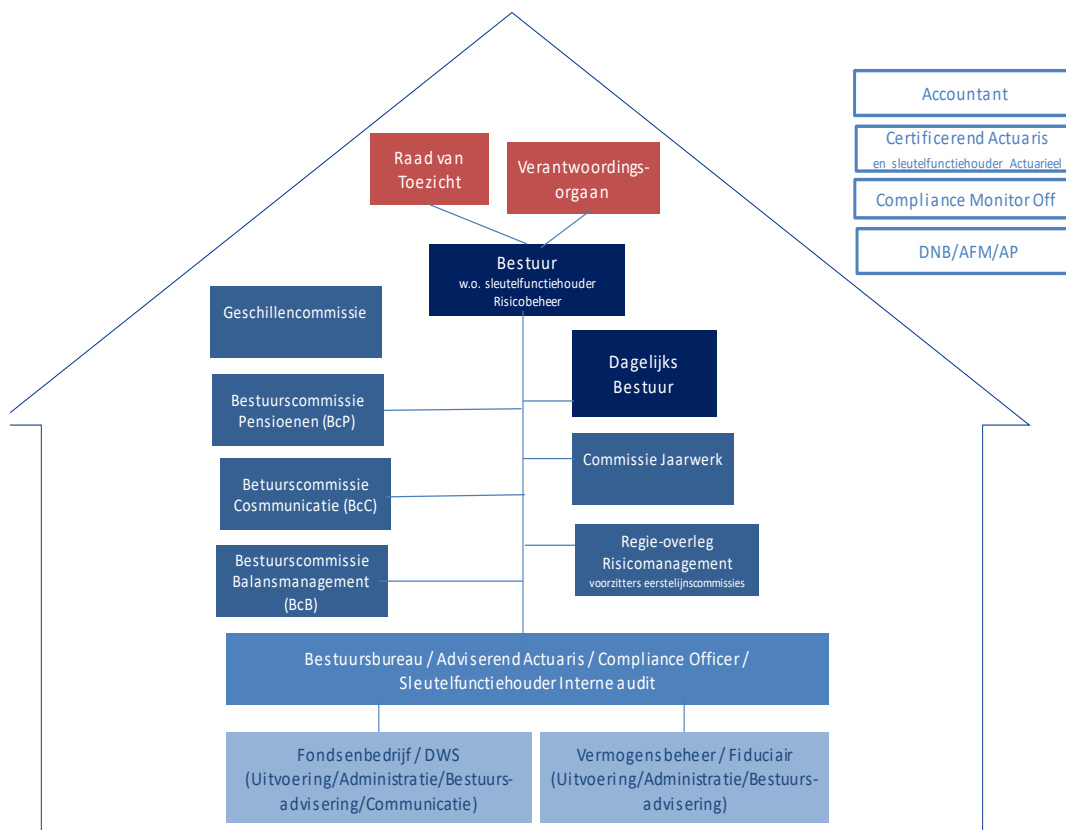 Accountant
Certificerend Actuaris
en sleutelfunctiehouder Actuarieel
Compliance Monitor Off
DNB/AFM/AP
Raad van
Toezicht
Verantwoordings-
orgaan
Bestuur
w.o. sleutelfunctiehouder
Risicobeheer
Geschillencommissie
Dagelijks
Bestuur
Bestuurscommissie
Pensioenen (BcP)
Commissie Jaarwerk
Betuurscommissie
Cosmmunicatie (BcC)
Regie-overleg
Risicomanagement
voorzitters eerstelijnscommissies
Bestuurscommissie
Balansmanagement
(BcB)
Bestuursbureau / Adviserend Actuaris / Compliance Officer /
Sleutelfunctiehouder Interne audit
Fondsenbedrijf / DWS
(Uitvoering/Administratie/Bestuurs-
advisering/Communicatie)
Vermogensbeheer / Fiduciair
(Uitvoering/Administratie/Bestuurs-
advisering)